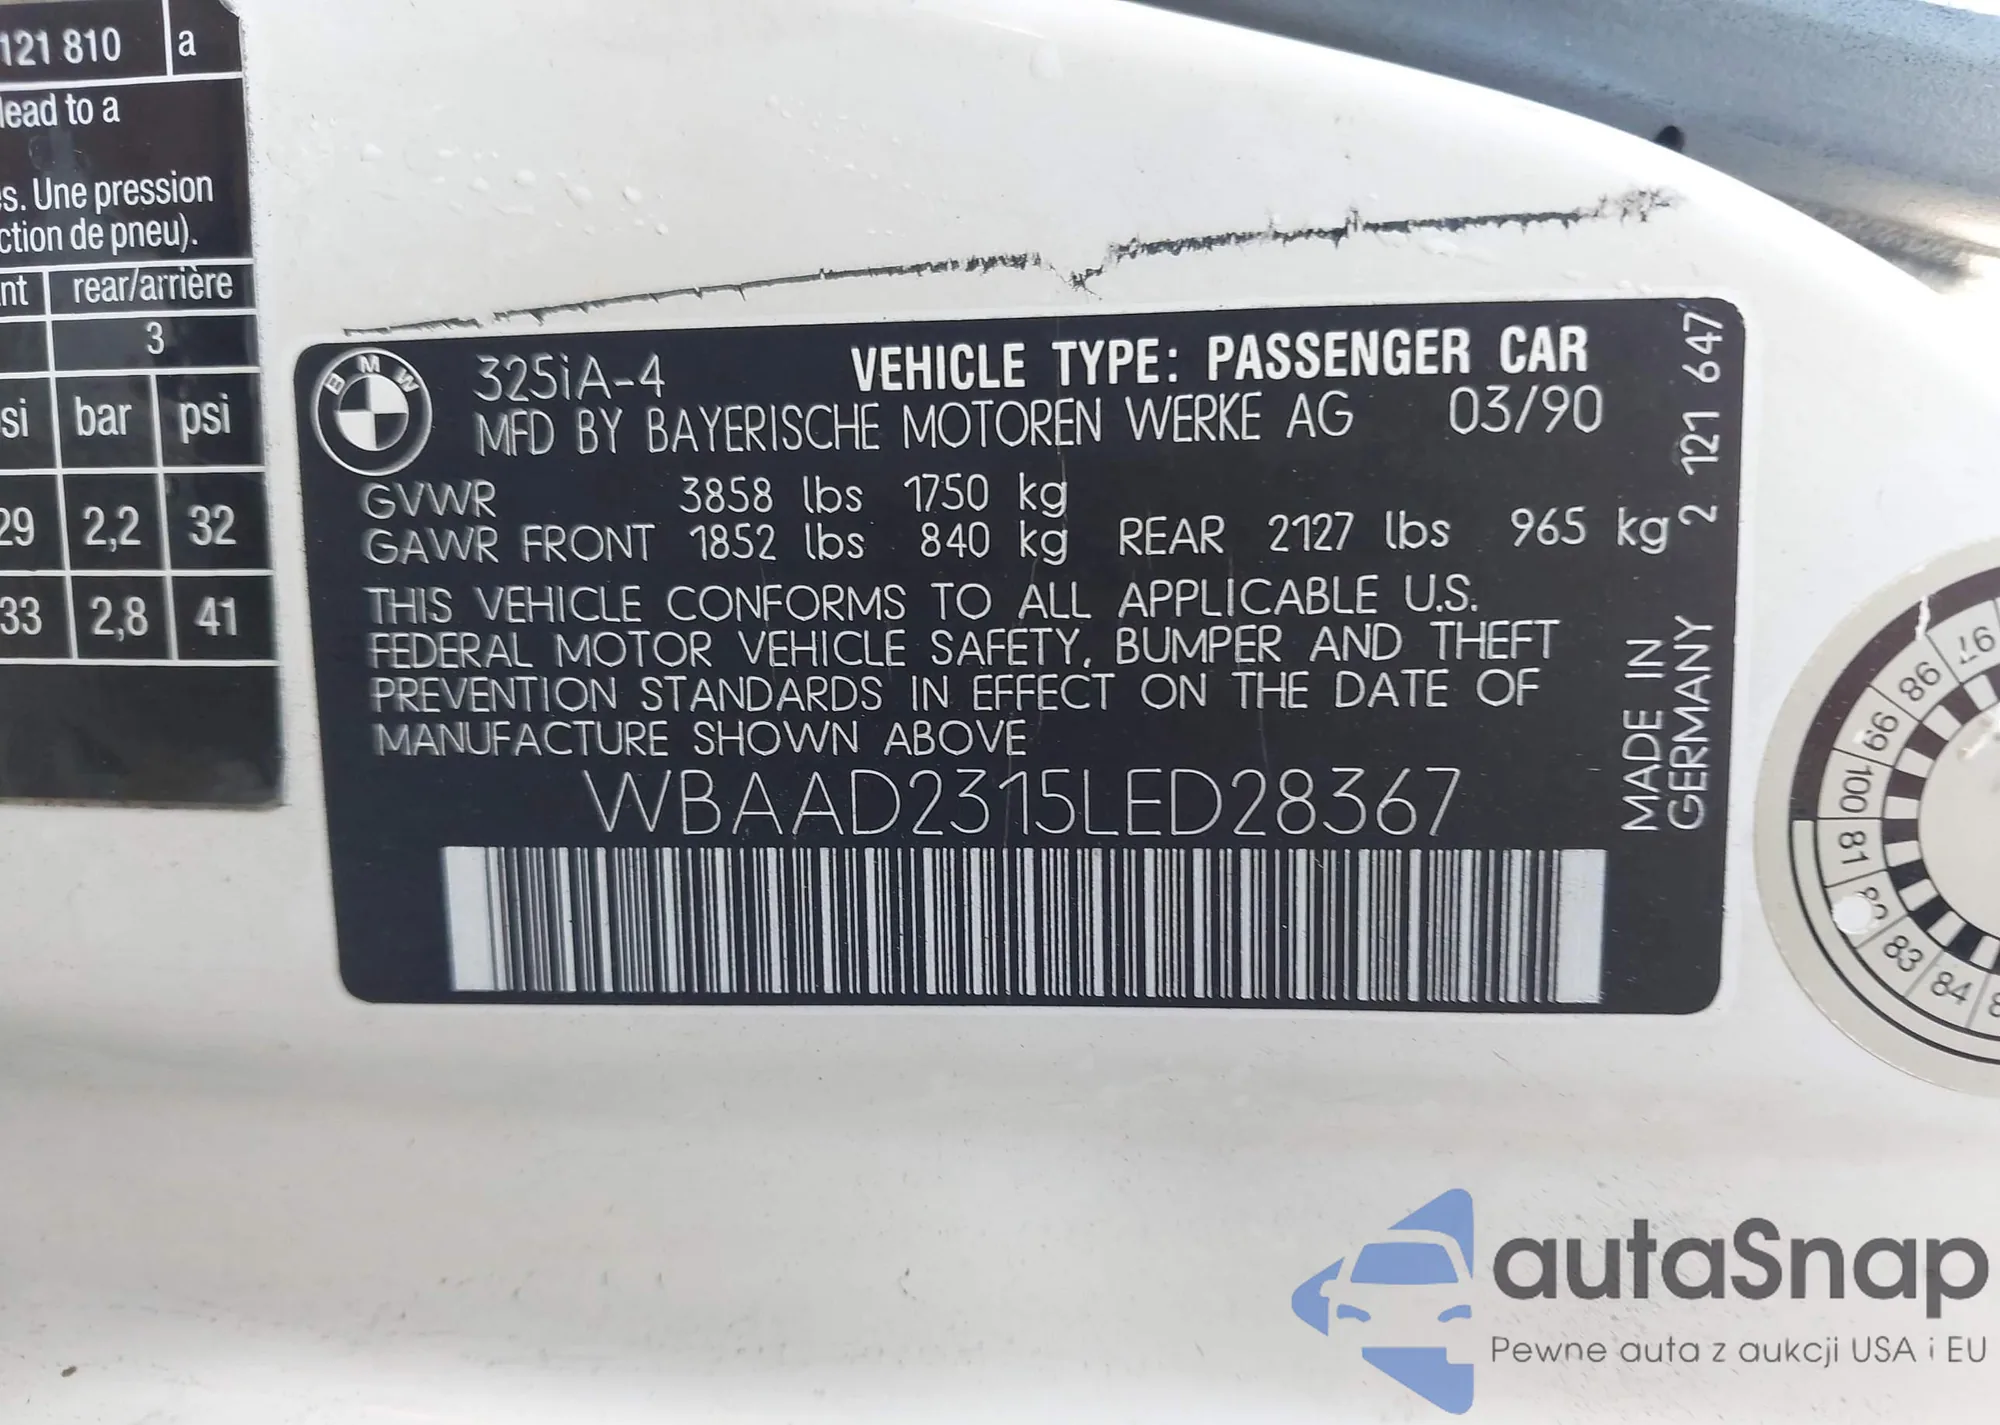 121 810 a
lead to a
s. Une pression
ction de pneu).
nt rear/arrière
3
si bar psi
29 2,2 32
33 2,8 41
BMW
325iA-4 VEHICLE TYPE: PASSENGER CAR
MFD BY BAYERISCHE MOTOREN WERKE AG 03/90
GVWR 3858 lbs 1750 kg
GAWR FRONT 1852 lbs 840 kg REAR 2127 lbs 965 kg
THIS VEHICLE CONFORMS TO ALL APPLICABLE U.S.
FEDERAL MOTOR VEHICLE SAFETY, BUMPER AND THEFT
PREVENTION STANDARDS IN EFFECT ON THE DATE OF
MANUFACTURE SHOWN ABOVE
WBAAD2315LED28367
MADE IN
GERMANY 2 121 647
97
98
99
100
81
83
84
autaSnap
Pewne auta z aukcji USA i EU